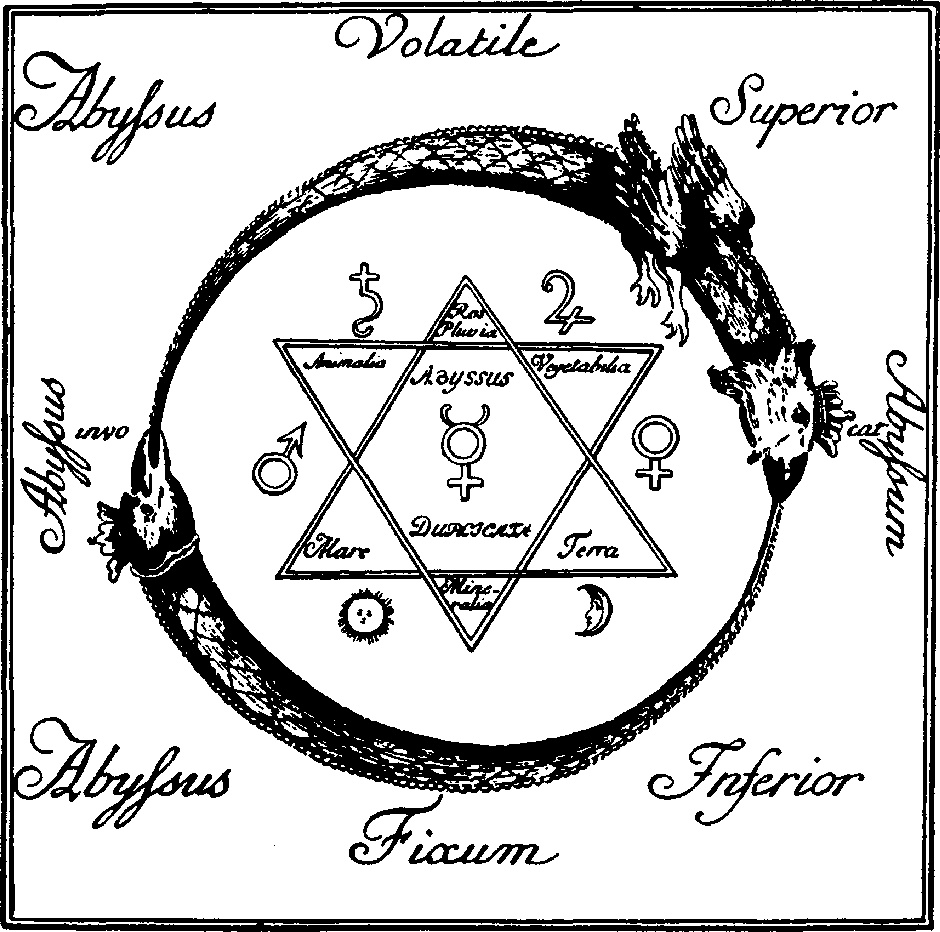 Volatile
Abyſsus Superior
Ros
Pluvia
Animalia
Vegetabilia
Abyssus
Abyſsus invo
cat Abyſsum
Duplicata
Mare
Terra
Mine-
ralia
Abyſsus Inferior
Fixum